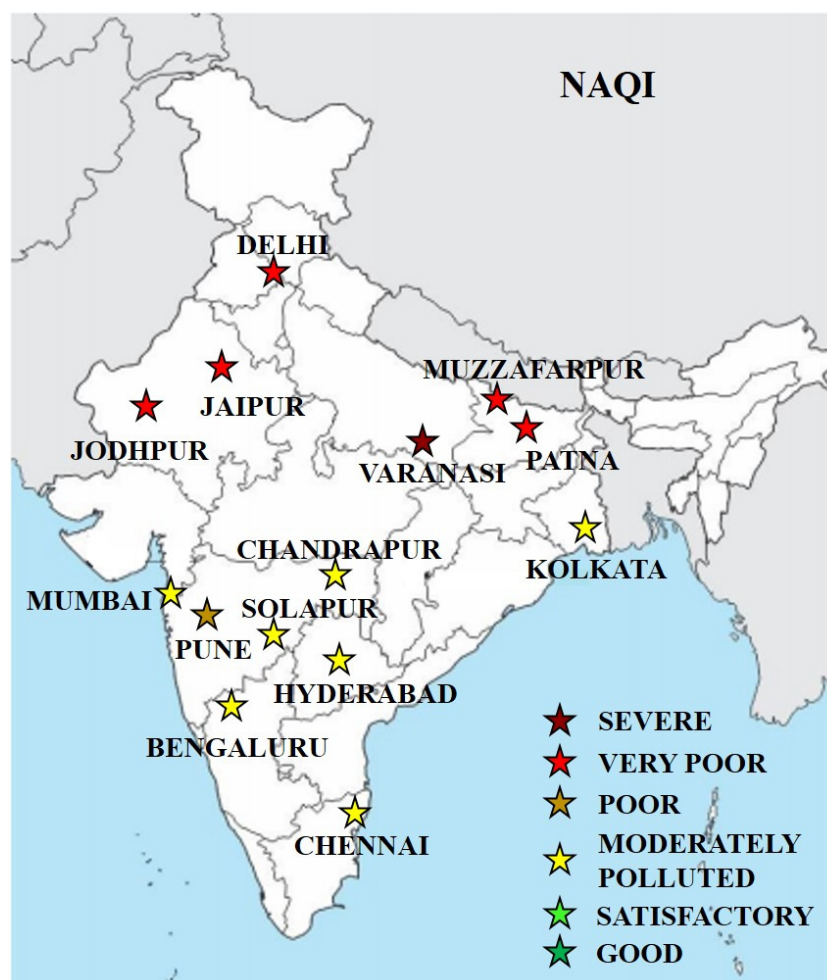 NAQI
DELHI
MUZZAFARPUR
JAIPUR
JODHPUR
PATNA
VARANASI
CHANDRAPUR
KOLKATA
MUMBAI
SOLAPUR
PUNE
HYDERABAD
BENGALURU
CHENNAI
SEVERE
VERY POOR
POOR
MODERATELY
POLLUTED
SATISFACTORY
GOOD